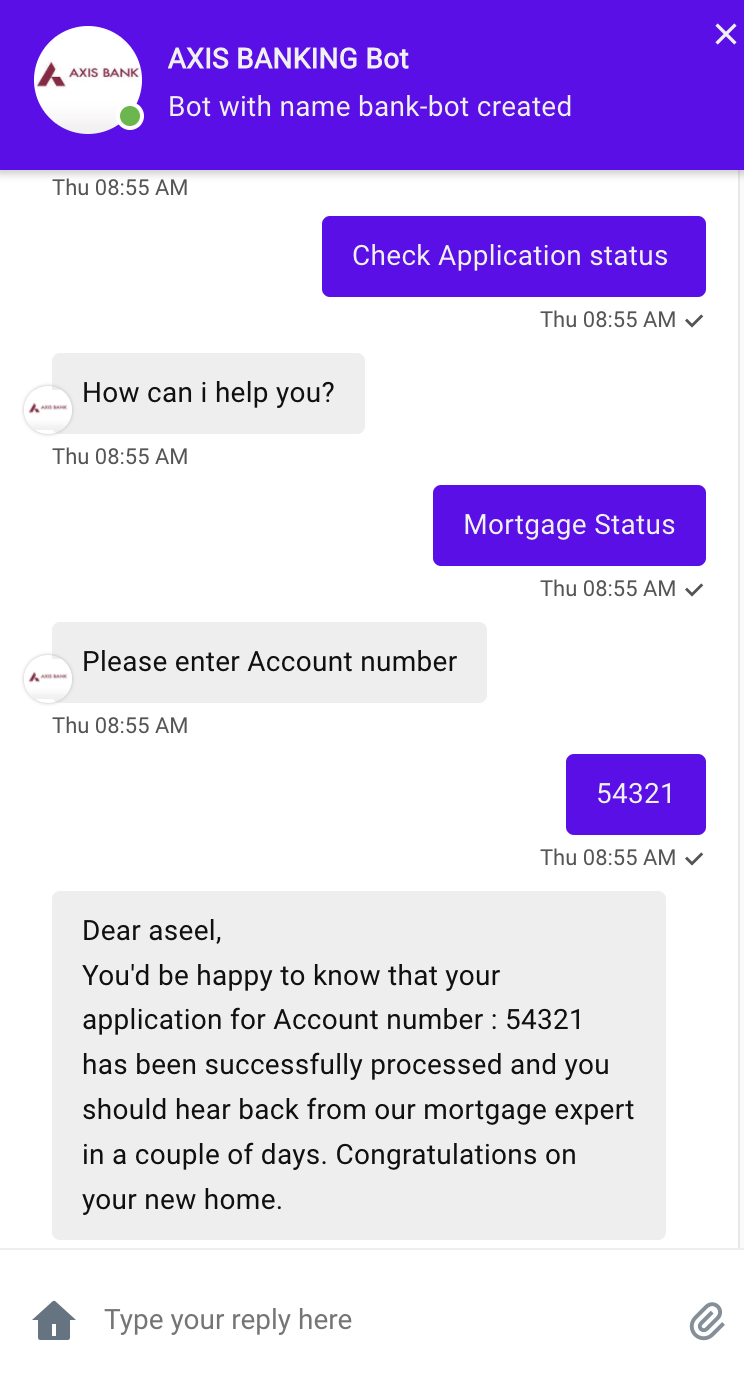 AXIS BANK
AXIS BANKING Bot
Bot with name bank-bot created
Thu 08:55 AM
Check Application status
Thu 08:55 AM
How can i help you?
AXIS BANK
Thu 08:55 AM
Mortgage Status
Thu 08:55 AM
Please enter Account number
AXIS BANK
Thu 08:55 AM
54321
Thu 08:55 AM
Dear aseel,
You'd be happy to know that your
application for Account number : 54321
has been successfully processed and you
should hear back from our mortgage expert
in a couple of days. Congratulations on
your new home.
Type your reply here